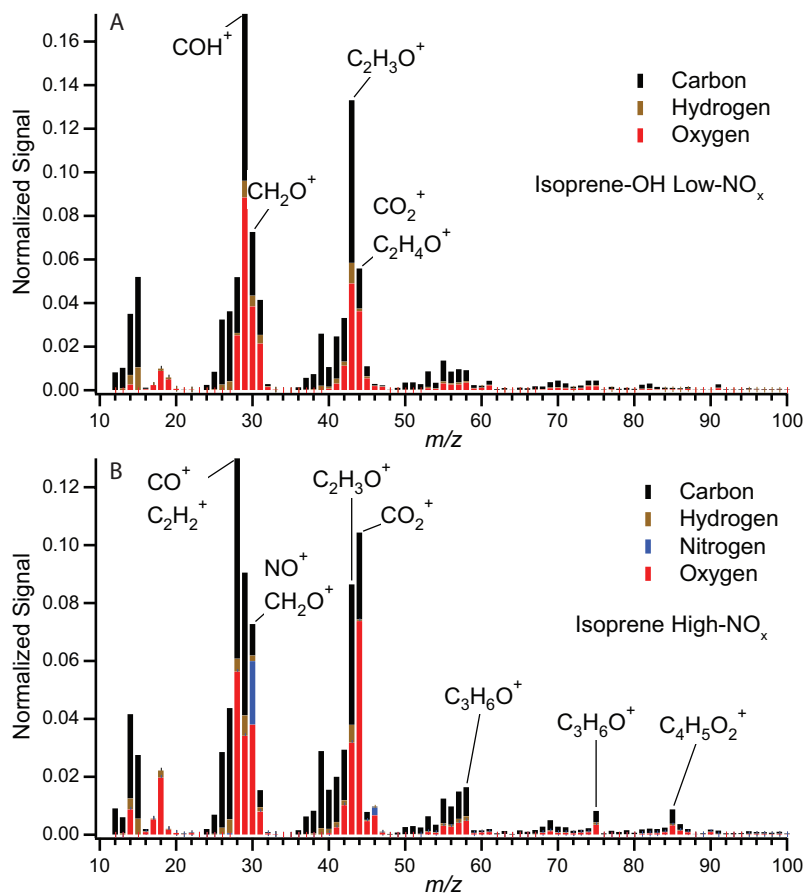 A
COH⁺
C₂H₃O⁺
CH₂O⁺
CO₂⁺
C₂H₄O⁺
Carbon
Hydrogen
Oxygen
Isoprene-OH Low-NOₓ
Normalized Signal
0.16
0.14
0.12
0.10
0.08
0.06
0.04
0.02
0.00
10 20 30 40 50 60 70 80 90 100
m/z
B
CO⁺
C₂H₂⁺
C₂H₃O⁺
CO₂⁺
NO⁺
CH₂O⁺
Carbon
Hydrogen
Nitrogen
Oxygen
Isoprene High-NOₓ
C₃H₆O⁺
C₃H₆O⁺
C₄H₅O₂⁺
Normalized Signal
0.12
0.10
0.08
0.06
0.04
0.02
0.00
10 20 30 40 50 60 70 80 90 100
m/z